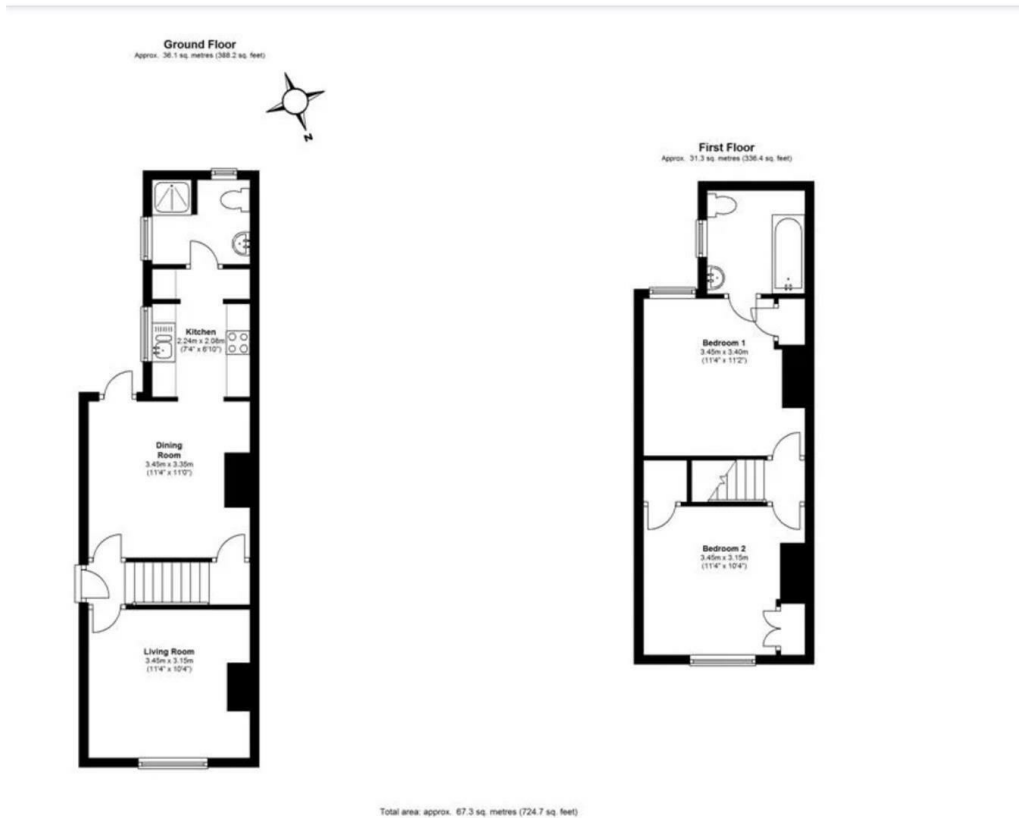 Ground Floor
Approx. 36.1 sq. metres (388.2 sq. feet)
N
Kitchen
2.24m x 2.08m
(7'4" x 6'10")
Dining
Room
3.45m x 3.35m
(11'4" x 11'0")
Living Room
3.45m x 3.15m
(11'4" x 10'4")
First Floor
Approx. 31.3 sq. metres (336.4 sq. feet)
Bedroom 1
3.45m x 3.40m
(11'4" x 11'2")
Bedroom 2
3.45m x 3.15m
(11'4" x 10'4")
Total area: approx. 67.3 sq. metres (724.7 sq. feet)